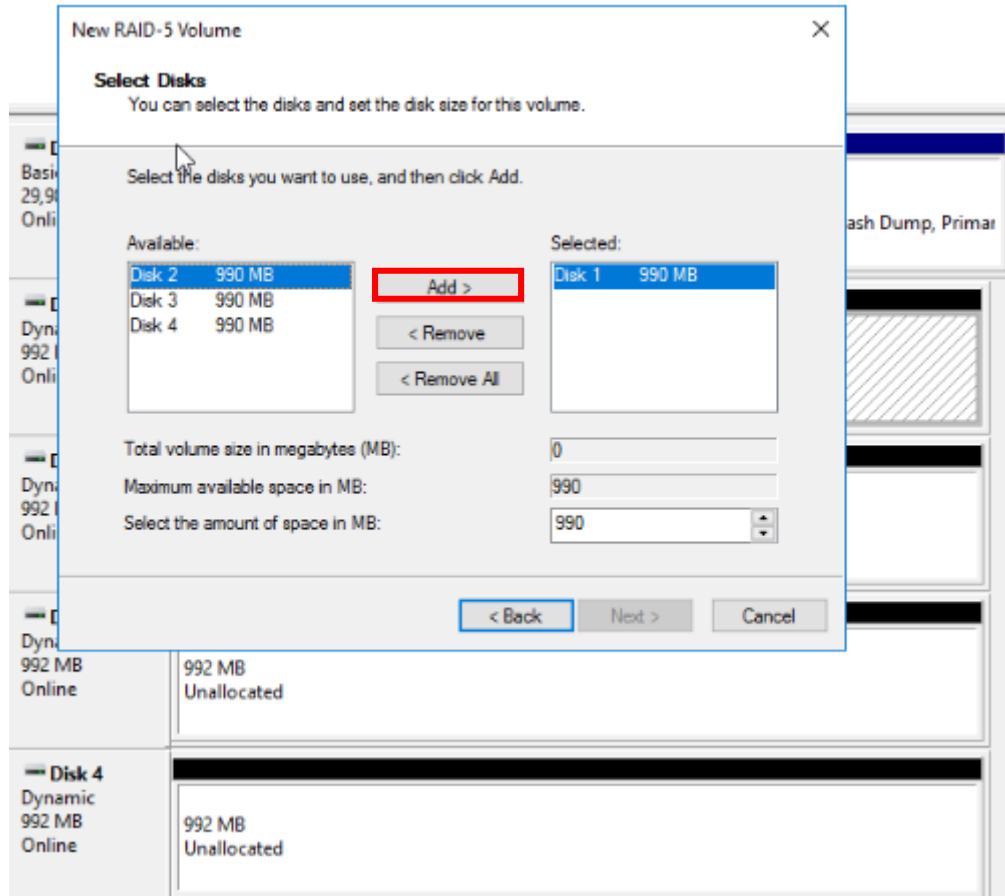 New RAID-5 Volume
Select Disks
You can select the disks and set the disk size for this volume.
Select the disks you want to use, and then click Add.
Available:
Selected:
Disk 2 990 MB
Disk 3 990 MB
Disk 4 990 MB
Add >
< Remove
< Remove All
Disk 1 990 MB
Total volume size in megabytes (MB):
0
Maximum available space in MB:
990
Select the amount of space in MB:
990
< Back
Next >
Cancel
Dump, Primar
992 MB
Online
992 MB
Unallocated
Disk 4
Dynamic
992 MB
Online
992 MB
Unallocated